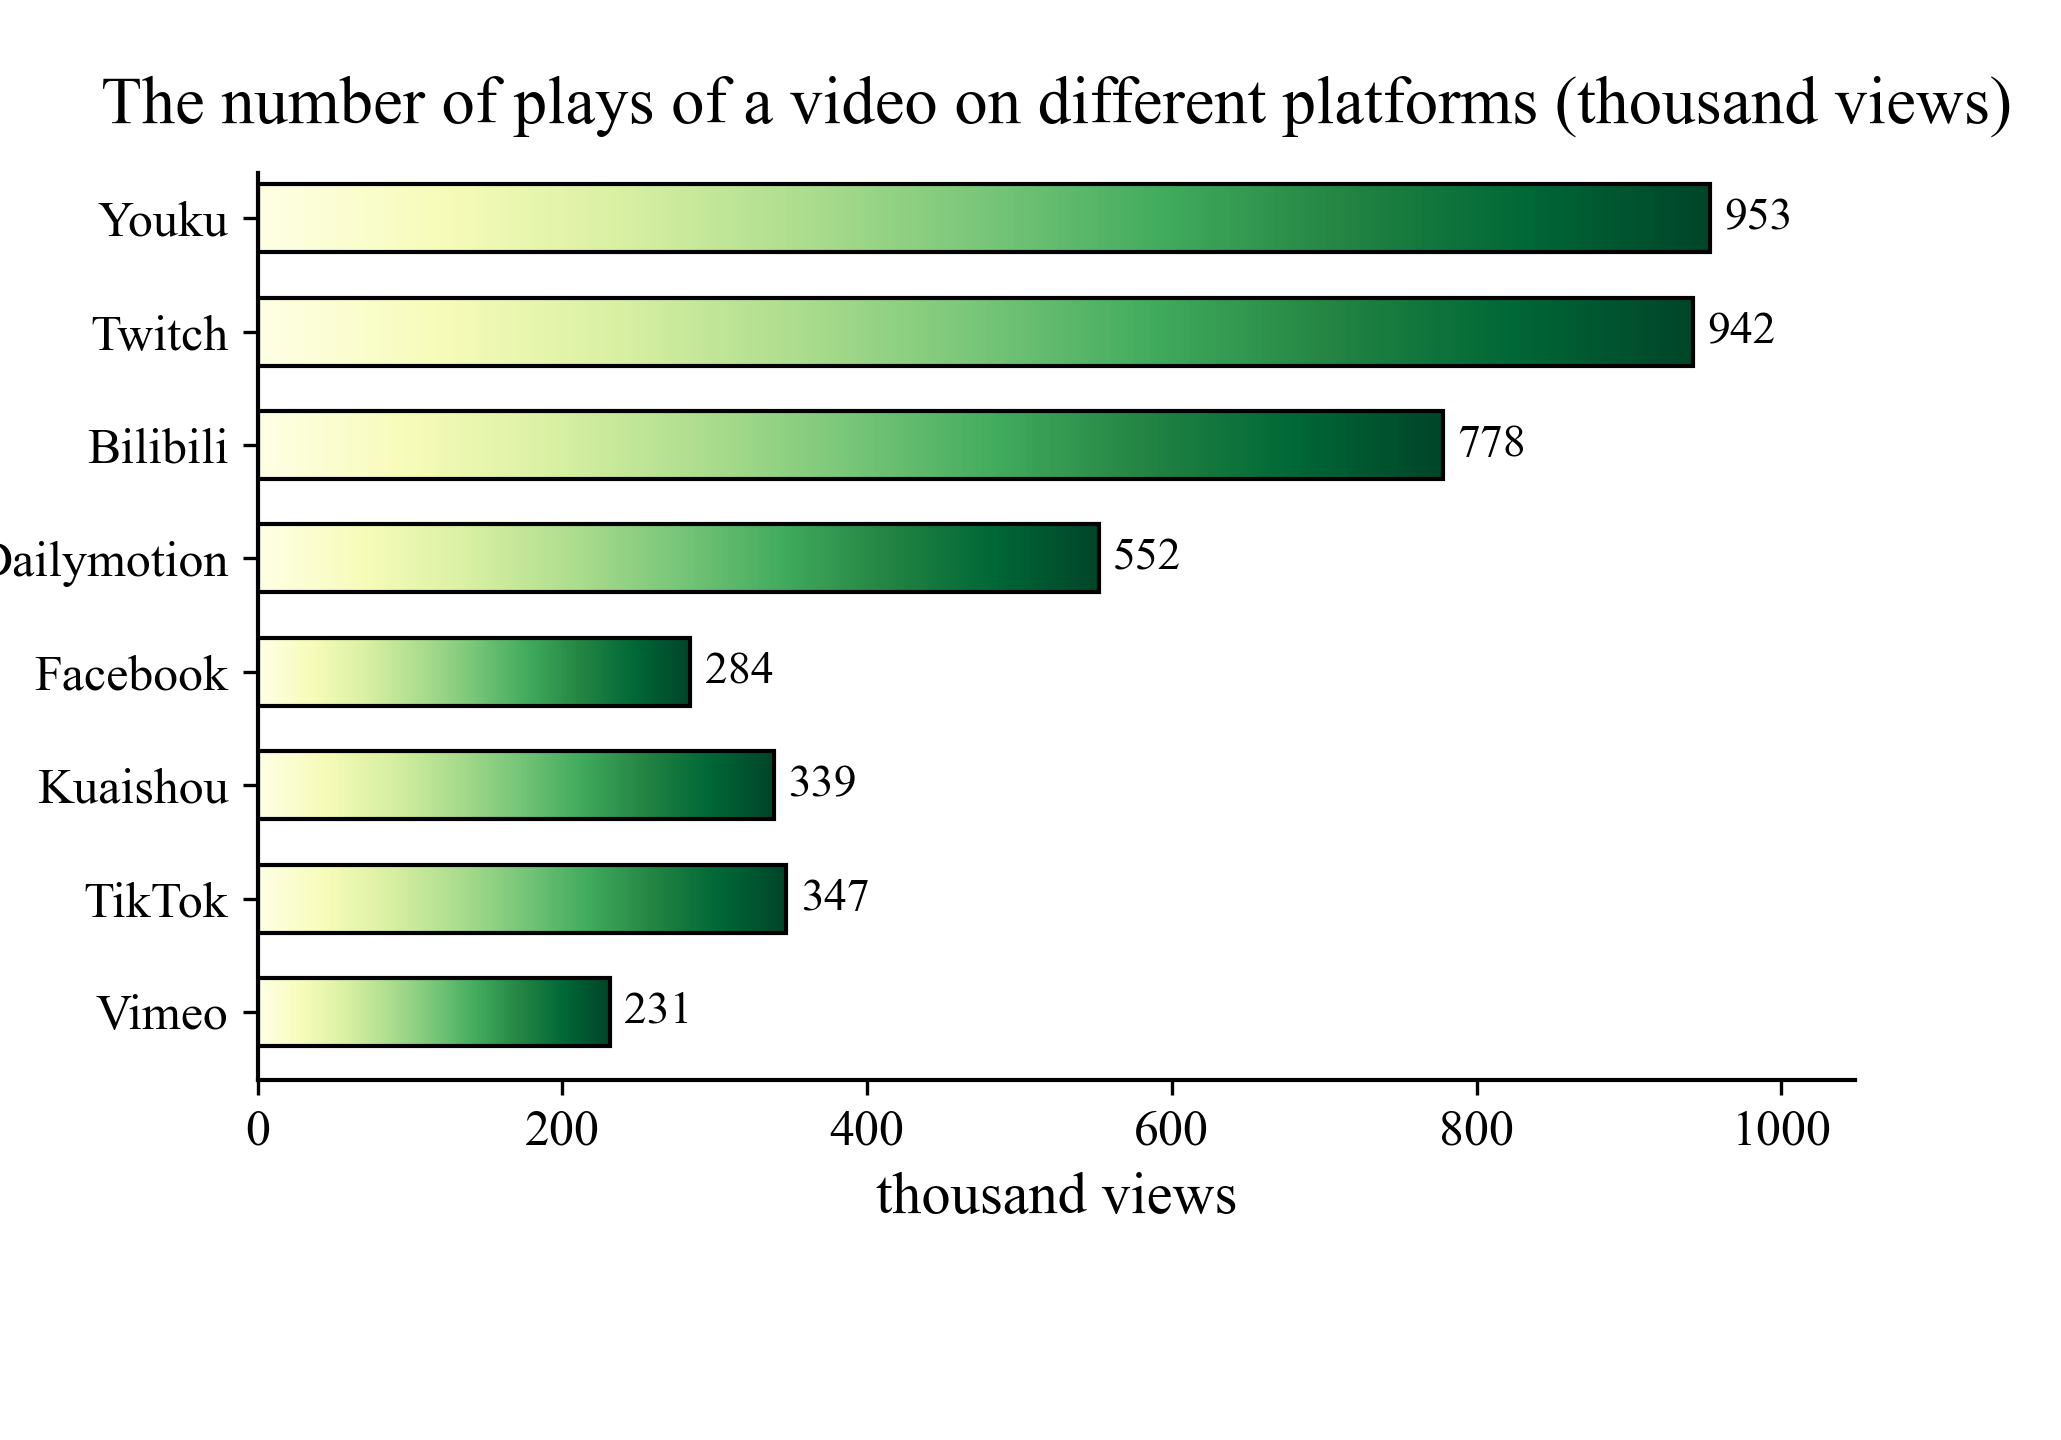 The number of plays of a video on different platforms (thousand views)
Youku 953
Twitch 942
Bilibili 778
Dailymotion 552
Facebook 284
Kuaishou 339
TikTok 347
Vimeo 231
0 200 400 600 800 1000
thousand views